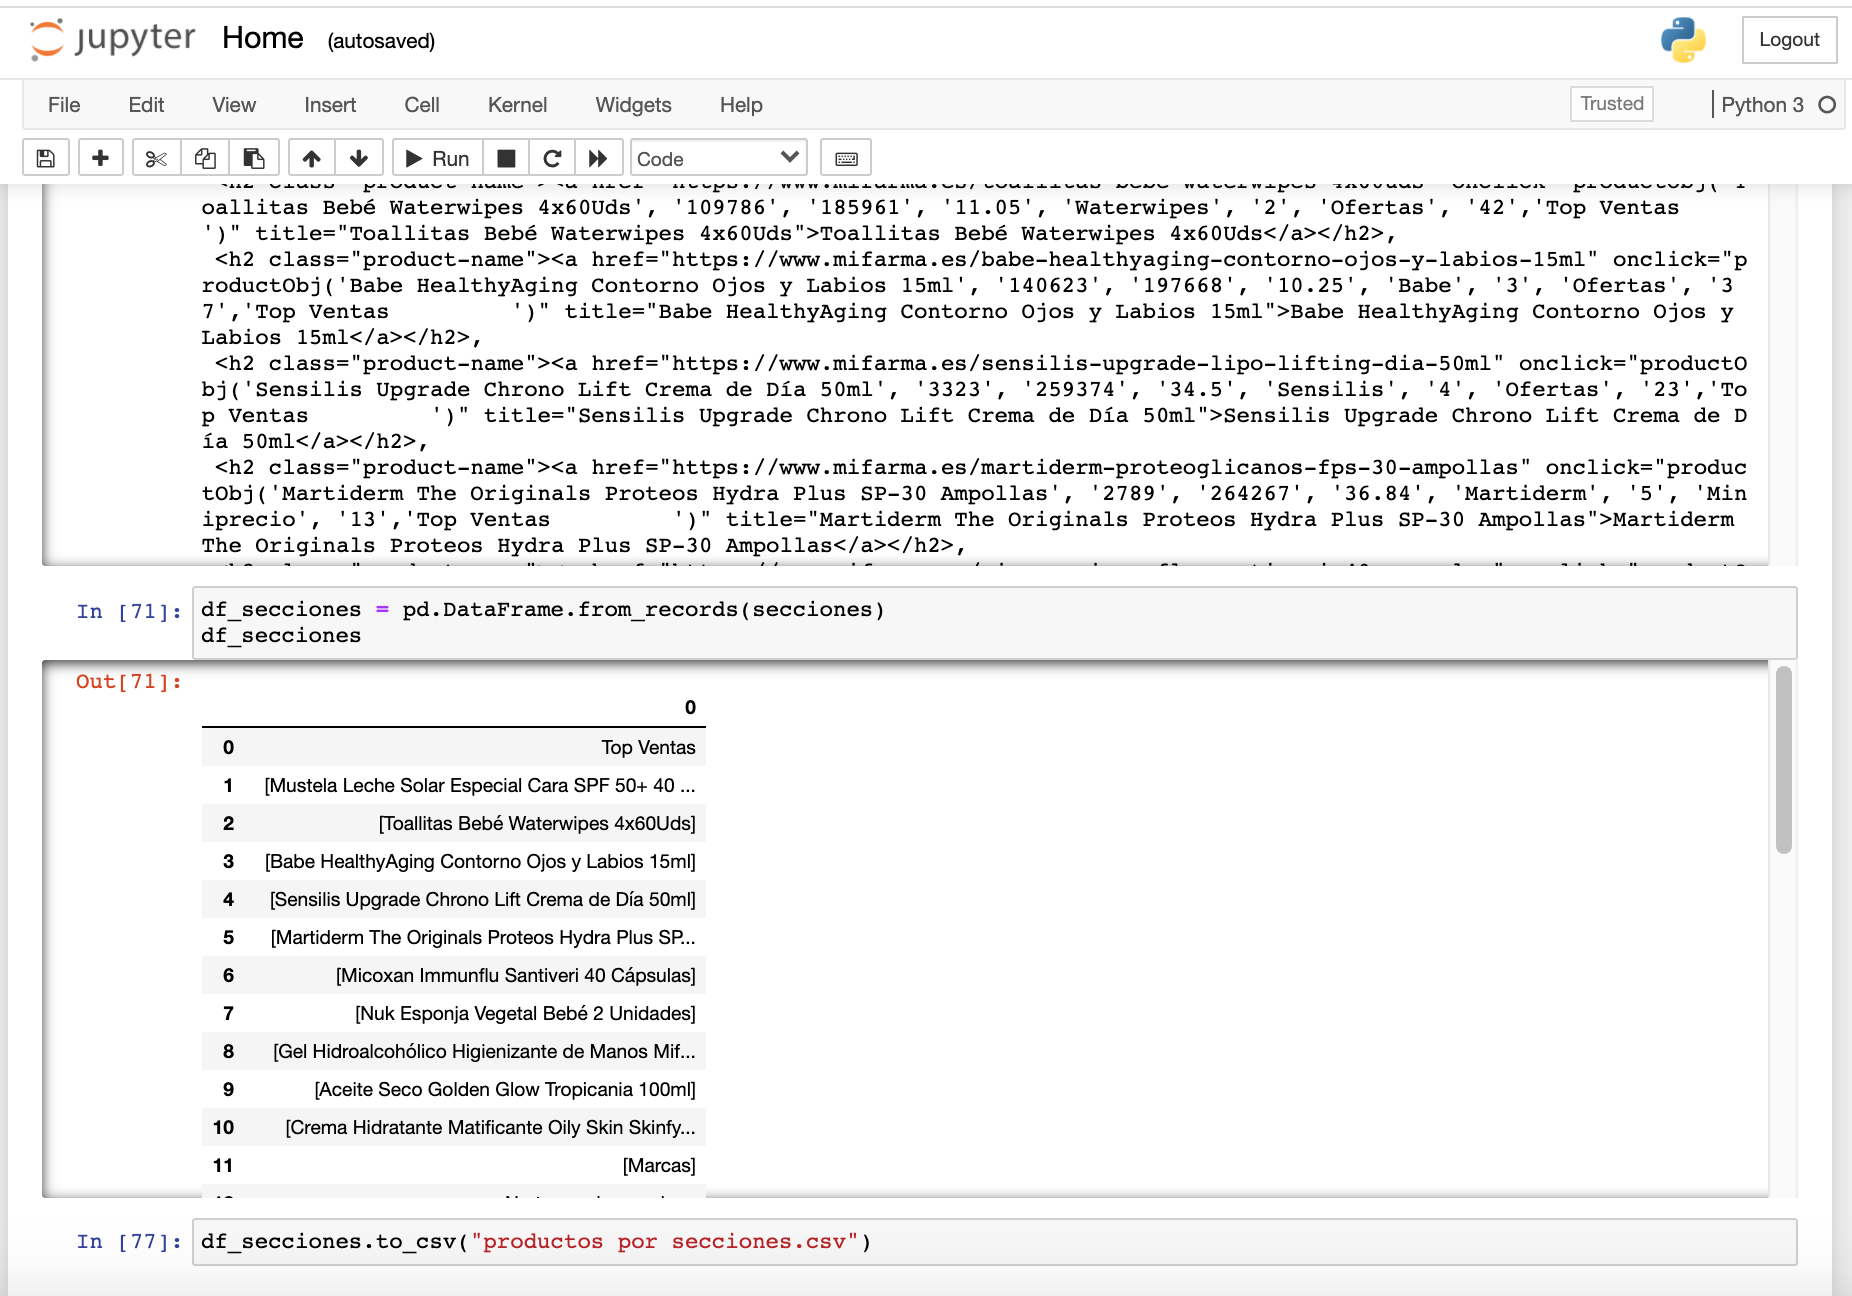 jupyter Home (autosaved)
Logout
File Edit View Insert Cell Kernel Widgets Help
Trusted
Python 3
Run
Code
oallitas Bebé Waterwipes 4x60Uds', '109786', '185961', '11.05', 'Waterwipes', '2', 'Ofertas', '42','Top Ventas
')" title="Toallitas Bebé Waterwipes 4x60Uds">Toallitas Bebé Waterwipes 4x60Uds</a></h2>,
<h2 class="product-name"><a href="https://www.mifarma.es/babe-healthyaging-contorno-ojos-y-labios-15ml" onclick="p
roductObj('Babe HealthyAging Contorno Ojos y Labios 15ml', '140623', '197668', '10.25', 'Babe', '3', 'Ofertas', '3
7','Top Ventas         ')" title="Babe HealthyAging Contorno Ojos y Labios 15ml">Babe HealthyAging Contorno Ojos y
Labios 15ml</a></h2>,
<h2 class="product-name"><a href="https://www.mifarma.es/sensilis-upgrade-lipo-lifting-dia-50ml" onclick="productO
bj('Sensilis Upgrade Chrono Lift Crema de Día 50ml', '3323', '259374', '34.5', 'Sensilis', '4', 'Ofertas', '23','To
p Ventas         ')" title="Sensilis Upgrade Chrono Lift Crema de Día 50ml">Sensilis Upgrade Chrono Lift Crema de D
ía 50ml</a></h2>,
<h2 class="product-name"><a href="https://www.mifarma.es/martiderm-proteoglicanos-fps-30-ampollas" onclick="produc
tObj('Martiderm The Originals Proteos Hydra Plus SP-30 Ampollas', '2789', '264267', '36.84', 'Martiderm', '5', 'Min
iprecio', '13','Top Ventas         ')" title="Martiderm The Originals Proteos Hydra Plus SP-30 Ampollas">Martiderm
The Originals Proteos Hydra Plus SP-30 Ampollas</a></h2>,
In [71]: df_secciones = pd.DataFrame.from_records(secciones)
df_secciones
Out[71]:
0
0 Top Ventas
1 [Mustela Leche Solar Especial Cara SPF 50+ 40 ...
2 [Toallitas Bebé Waterwipes 4x60Uds]
3 [Babe HealthyAging Contorno Ojos y Labios 15ml]
4 [Sensilis Upgrade Chrono Lift Crema de Día 50ml]
5 [Martiderm The Originals Proteos Hydra Plus SP...
6 [Micoxan Immunflu Santiveri 40 Cápsulas]
7 [Nuk Esponja Vegetal Bebé 2 Unidades]
8 [Gel Hidroalcohólico Higienizante de Manos Mif...
9 [Aceite Seco Golden Glow Tropicania 100ml]
10 [Crema Hidratante Matificante Oily Skin Skinfy...
11 [Marcas]
In [77]: df_secciones.to_csv("productos por secciones.csv")